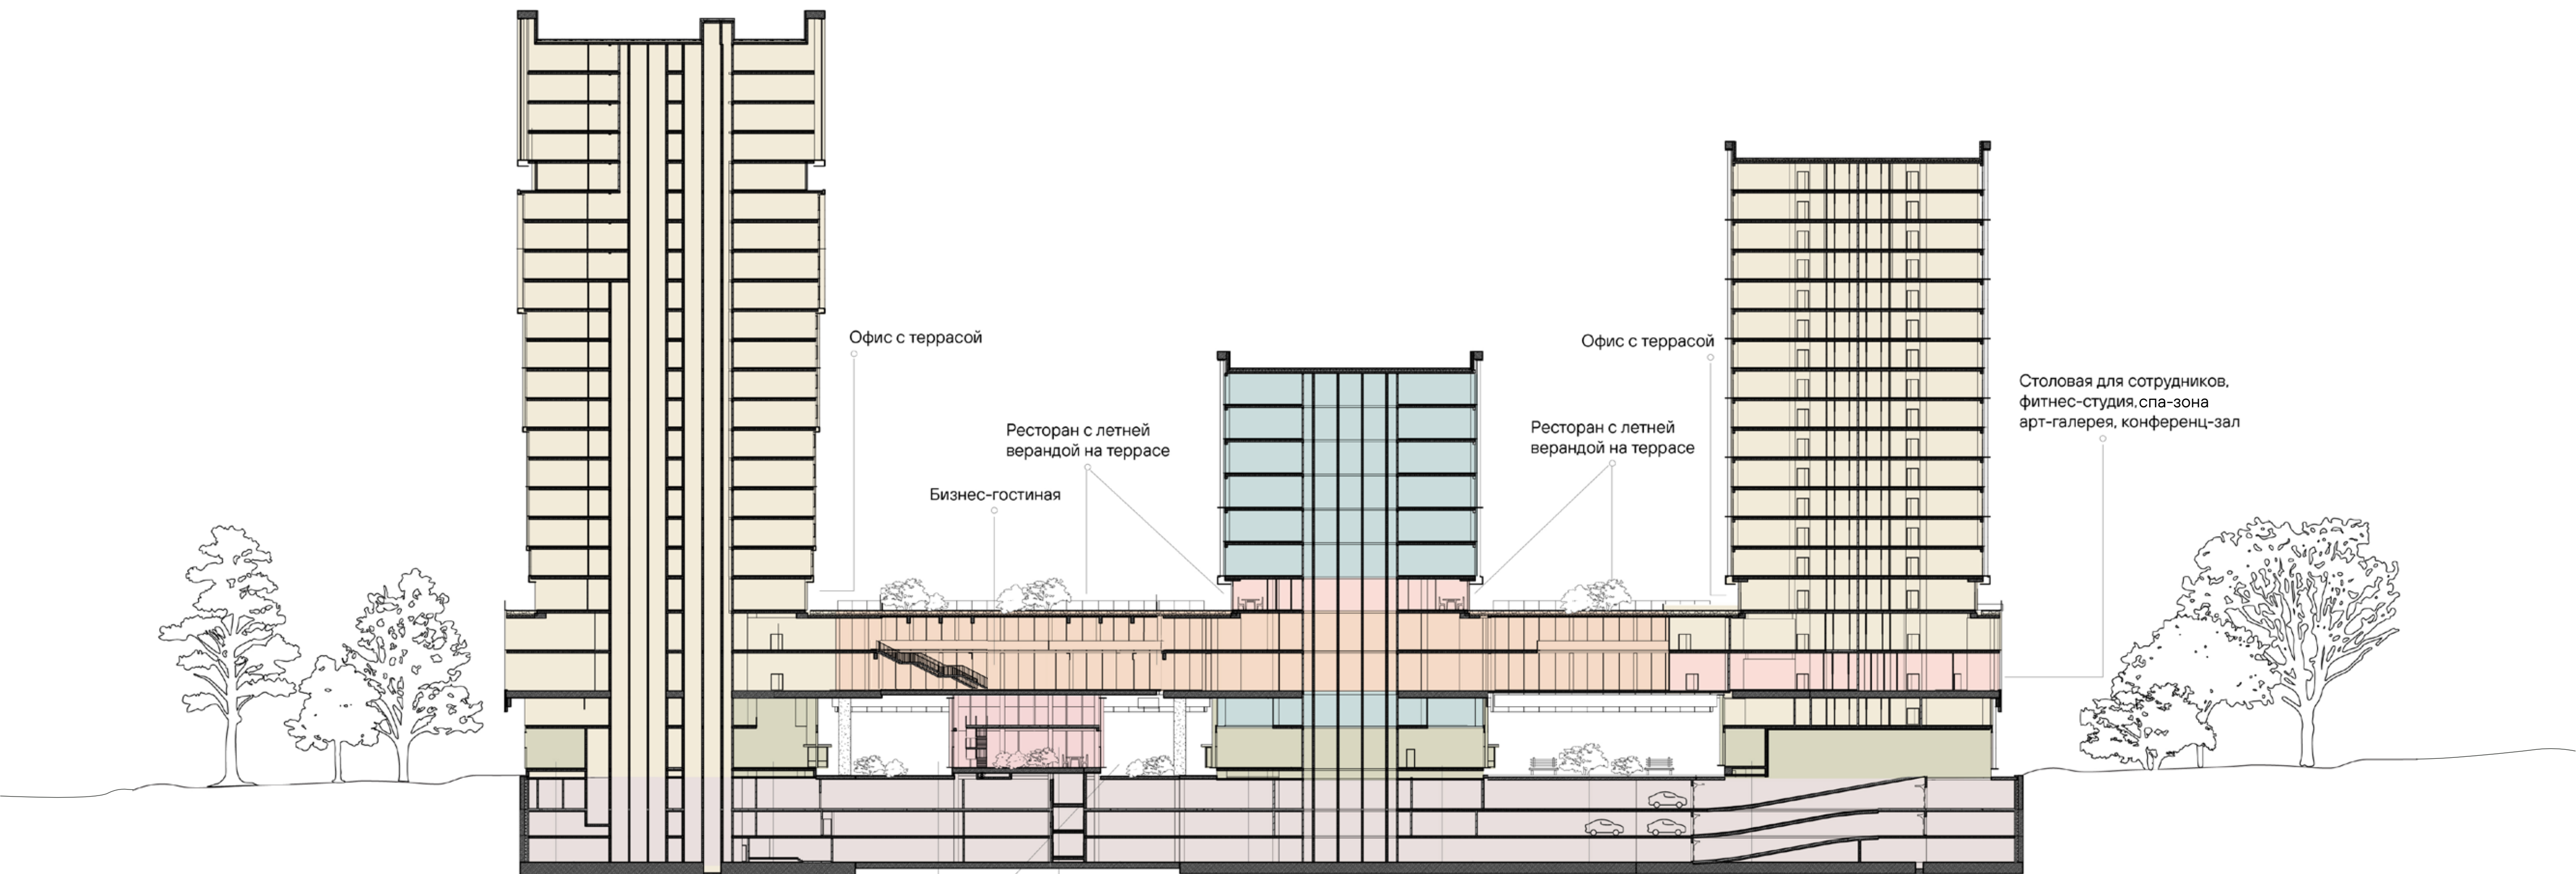 Офис с террасой
Ресторан с летней
верандой на террасе
Бизнес-гостиная
Ресторан с летней
верандой на террасе
Офис с террасой
Столовая для сотрудников,
фитнес-студия,спа-зона
арт-галерея, конференц-зал